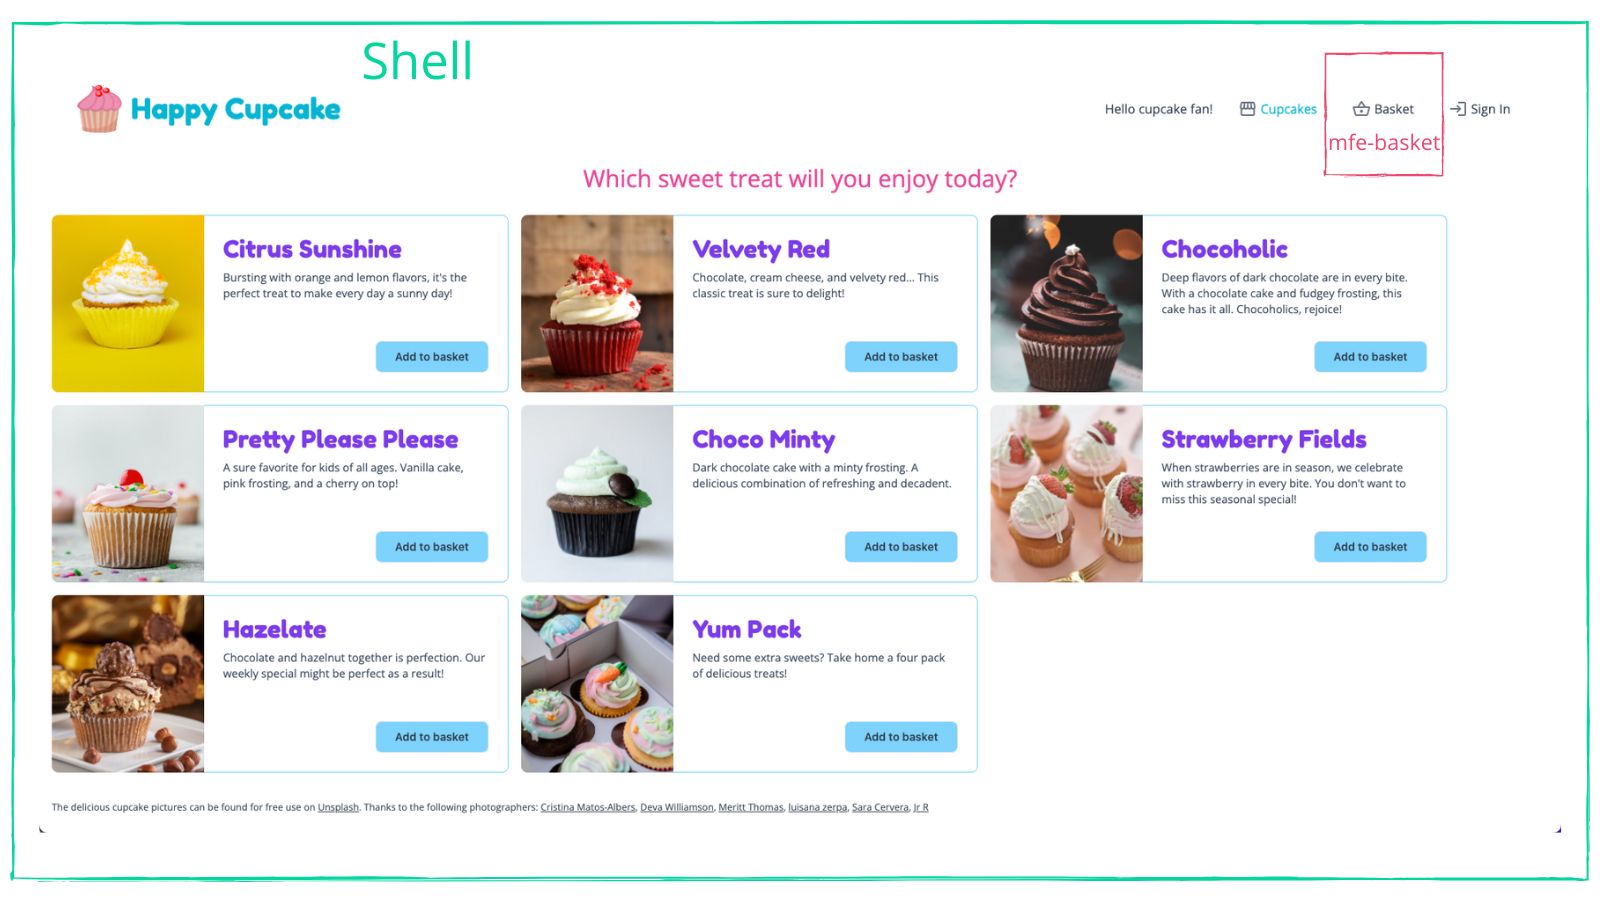 Shell
Happy Cupcake
Hello cupcake fan!
Cupcakes
Basket
Sign In
mfe-basket
Which sweet treat will you enjoy today?
Citrus Sunshine
Bursting with orange and lemon flavors, it's the
perfect treat to make every day a sunny day!
Add to basket
Velvety Red
Chocolate, cream cheese, and velvety red... This
classic treat is sure to delight!
Add to basket
Chocoholic
Deep flavors of dark chocolate are in every bite.
With a chocolate cake and fudgey frosting, this
cake has it all. Chocoholics, rejoice!
Add to basket
Pretty Please Please
A sure favorite for kids of all ages. Vanilla cake,
pink frosting, and a cherry on top!
Add to basket
Choco Minty
Dark chocolate cake with a minty frosting. A
delicious combination of refreshing and decadent.
Add to basket
Strawberry Fields
When strawberries are in season, we celebrate
with strawberry in every bite. You don't want to
miss this seasonal special!
Add to basket
Hazelate
Chocolate and hazelnut together is perfection. Our
weekly special might be perfect as a result!
Add to basket
Yum Pack
Need some extra sweets? Take home a four pack
of delicious treats!
Add to basket
The delicious cupcake pictures can be found for free use on Unsplash. Thanks to the following photographers: Cristina Matos-Albers, Deva Williamson, Meritt Thomas, luisana zerpa, Sara Cervera, Jr R